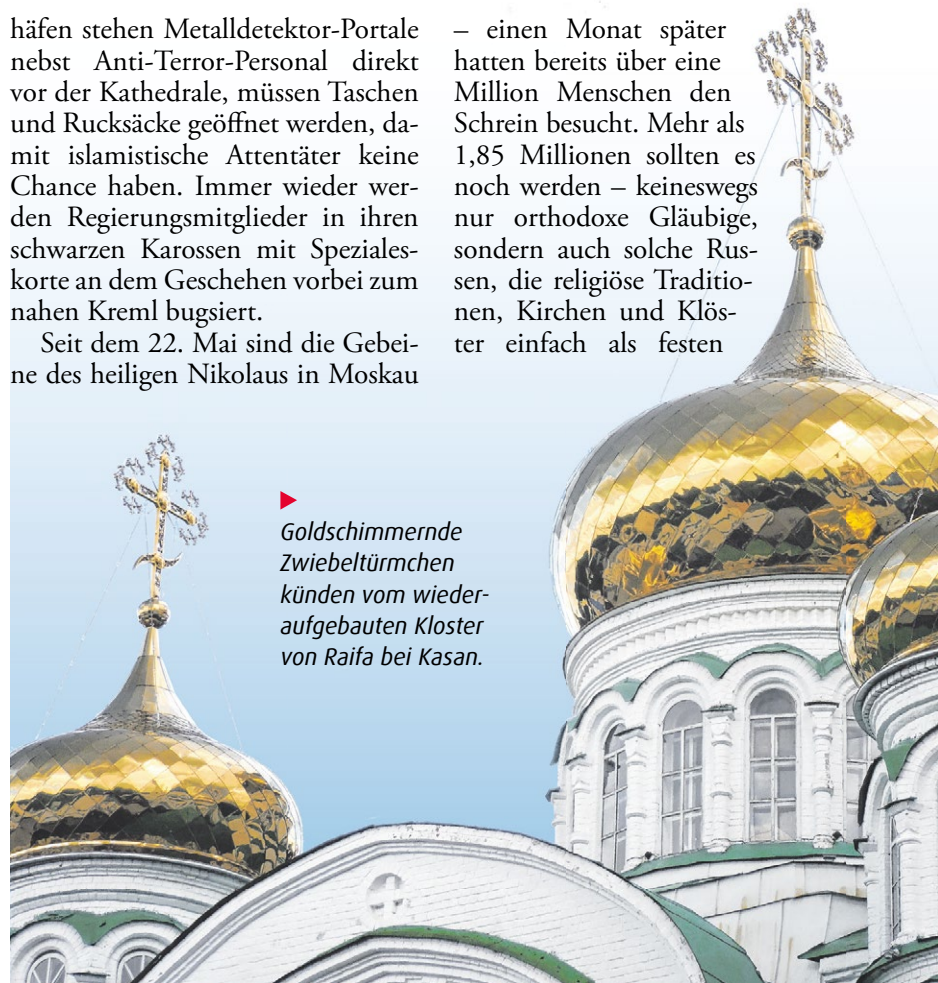 häfen stehen Metalldetektor-Portale
nebst Anti-Terror-Personal direkt
vor der Kathedrale, müssen Taschen
und Rucksäcke geöffnet werden, da-
mit islamistische Attentäter keine
Chance haben. Immer wieder wer-
den Regierungsmitglieder in ihren
schwarzen Karossen mit Speziales-
korte an dem Geschehen vorbei zum
nahen Kreml bugsiert.
Seit dem 22. Mai sind die Gebei-
ne des heiligen Nikolaus in Moskau
– einen Monat später
hatten bereits über eine
Million Menschen den
Schrein besucht. Mehr als
1,85 Millionen sollten es
noch werden – keineswegs
nur orthodoxe Gläubige,
sondern auch solche Rus-
sen, die religiöse Traditio-
nen, Kirchen und Klös-
ter einfach als festen
Goldschimmernde
Zwiebeltürmchen
künden vom wieder-
aufgebauten Kloster
von Raifa bei Kasan.